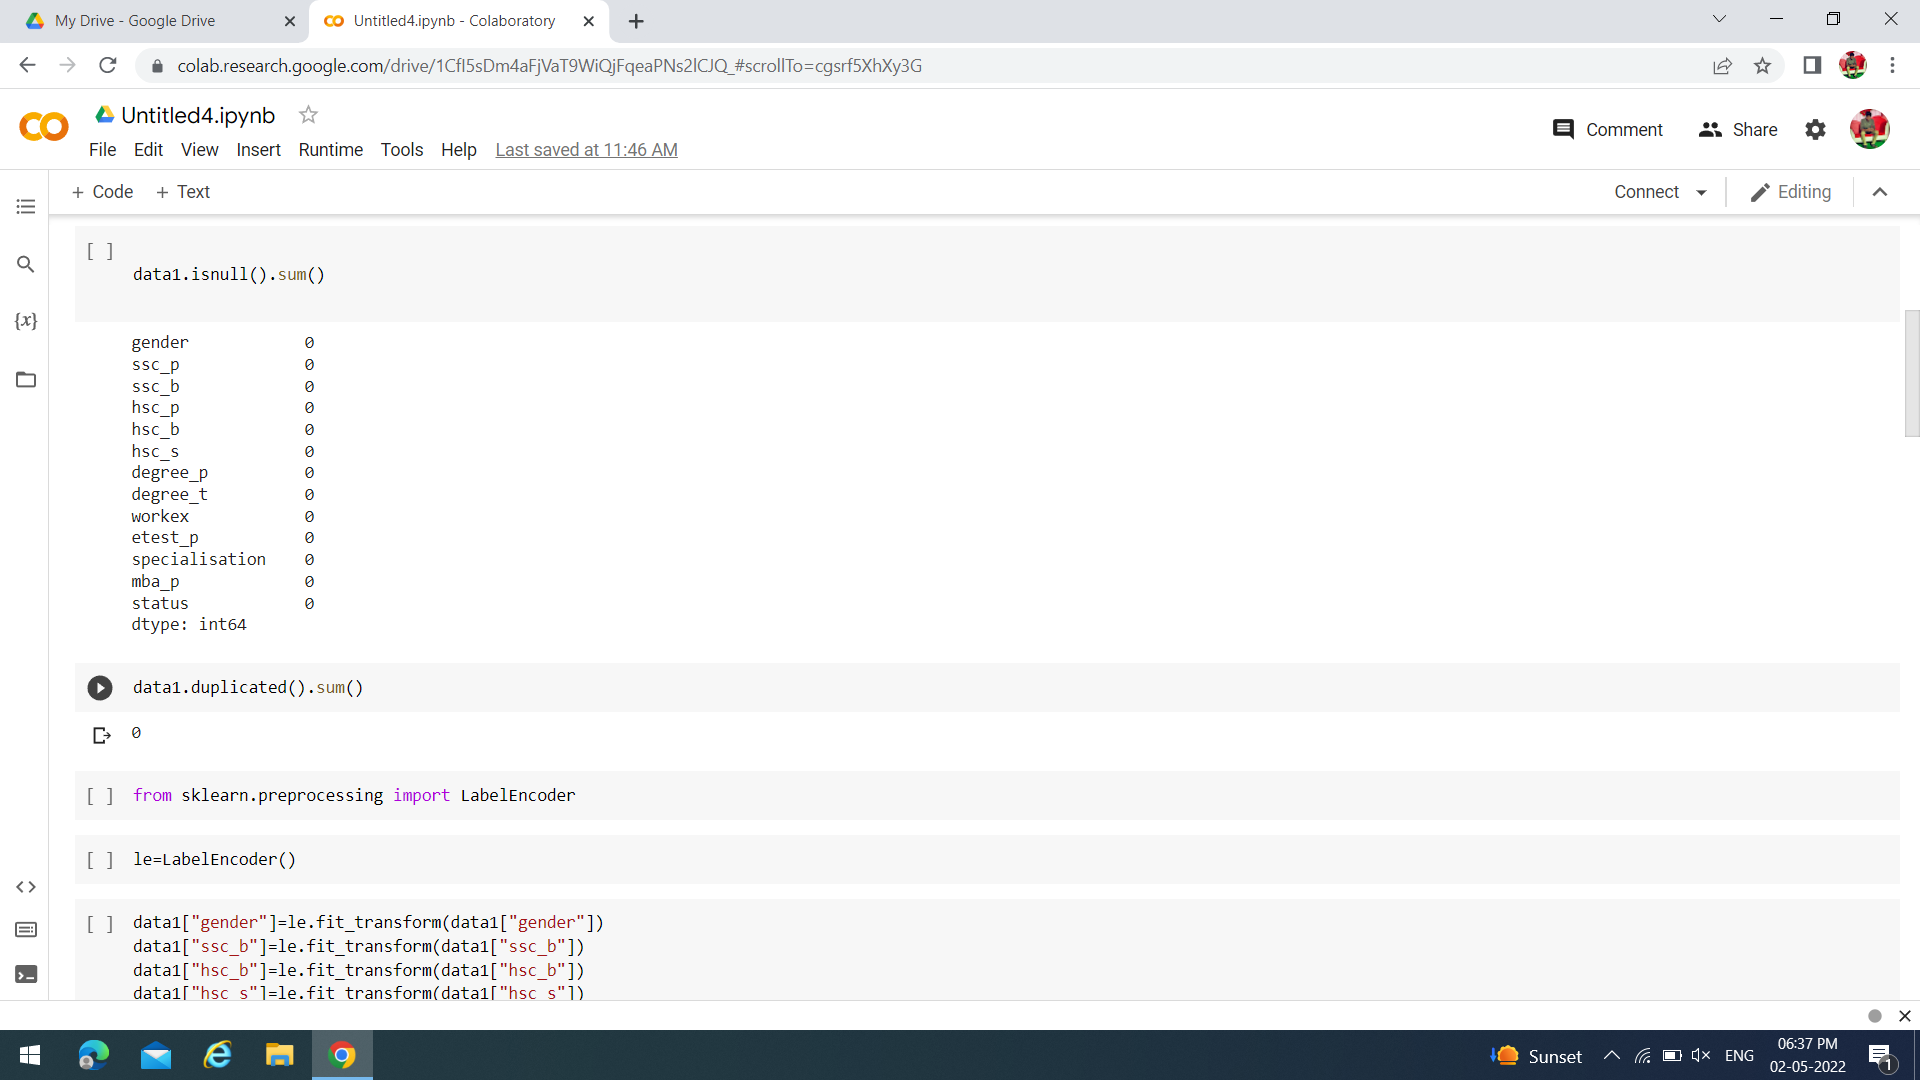 My Drive - Google Drive
Untitled4.ipynb - Colaboratory
colab.research.google.com/drive/1CfI5sDm4aFjVaT9WiQjFqeaPNs2lCJQ_#scrollTo=cgsrf5XhXy3G
Untitled4.ipynb
File Edit View Insert Runtime Tools Help Last saved at 11:46 AM
Comment Share
+ Code + Text
Connect Editing
[ ]
data1.isnull().sum()
gender 0
ssc_p 0
ssc_b 0
hsc_p 0
hsc_b 0
hsc_s 0
degree_p 0
degree_t 0
workex 0
etest_p 0
specialisation 0
mba_p 0
status 0
dtype: int64
data1.duplicated().sum()
0
[ ] from sklearn.preprocessing import LabelEncoder
[ ] le=LabelEncoder()
[ ] data1["gender"]=le.fit_transform(data1["gender"])
data1["ssc_b"]=le.fit_transform(data1["ssc_b"])
data1["hsc_b"]=le.fit_transform(data1["hsc_b"])
data1["hsc_s"]=le.fit_transform(data1["hsc_s"])
{x}
Sunset
ENG
06:37 PM
02-05-2022
1